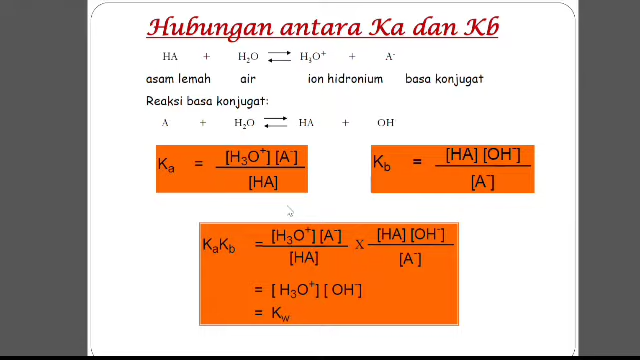 Hubungan antara Ka dan Kb
HA + H₂O ⇌ H₃O⁺ + A⁻
asam lemah air ion hidronium basa konjugat
Reaksi basa konjugat:
A + H₂O ⇌ HA + OH
Ka = [H₃O⁺] [A⁻] / [HA]
Kb = [HA] [OH⁻] / [A⁻]
KaKb = [H₃O⁺] [A⁻] / [HA] X [HA] [OH⁻] / [A⁻]
= [ H₃O⁺] [ OH⁻]
= Kw